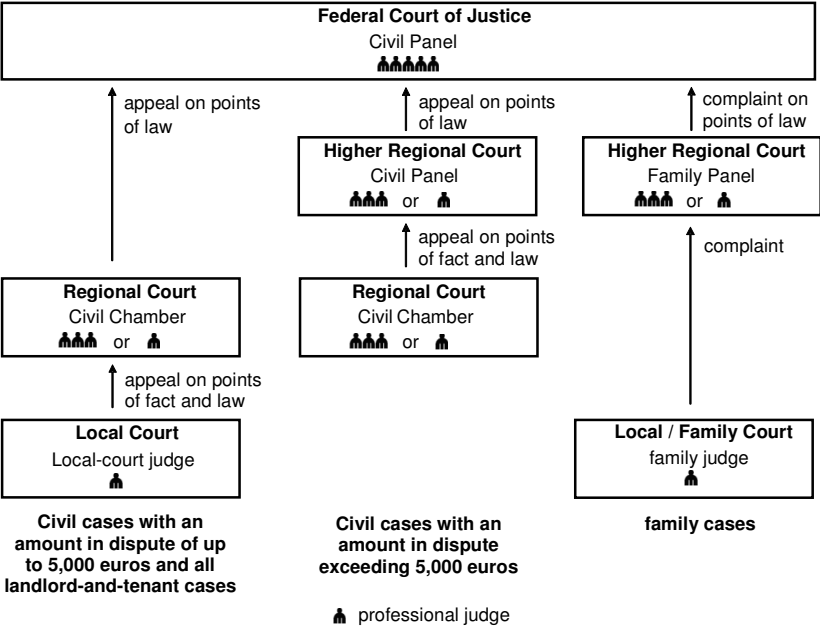 Federal Court of Justice
Civil Panel
appeal on points
of law
appeal on points
of law
complaint on
points of law
Higher Regional Court
Civil Panel
or
Higher Regional Court
Family Panel
or
appeal on points
of fact and law
complaint
Regional Court
Civil Chamber
or
Regional Court
Civil Chamber
or
appeal on points
of fact and law
Local Court
Local-court judge
Local / Family Court
family judge
Civil cases with an
amount in dispute of up
to 5,000 euros and all
landlord-and-tenant cases
Civil cases with an
amount in dispute
exceeding 5,000 euros
family cases
professional judge